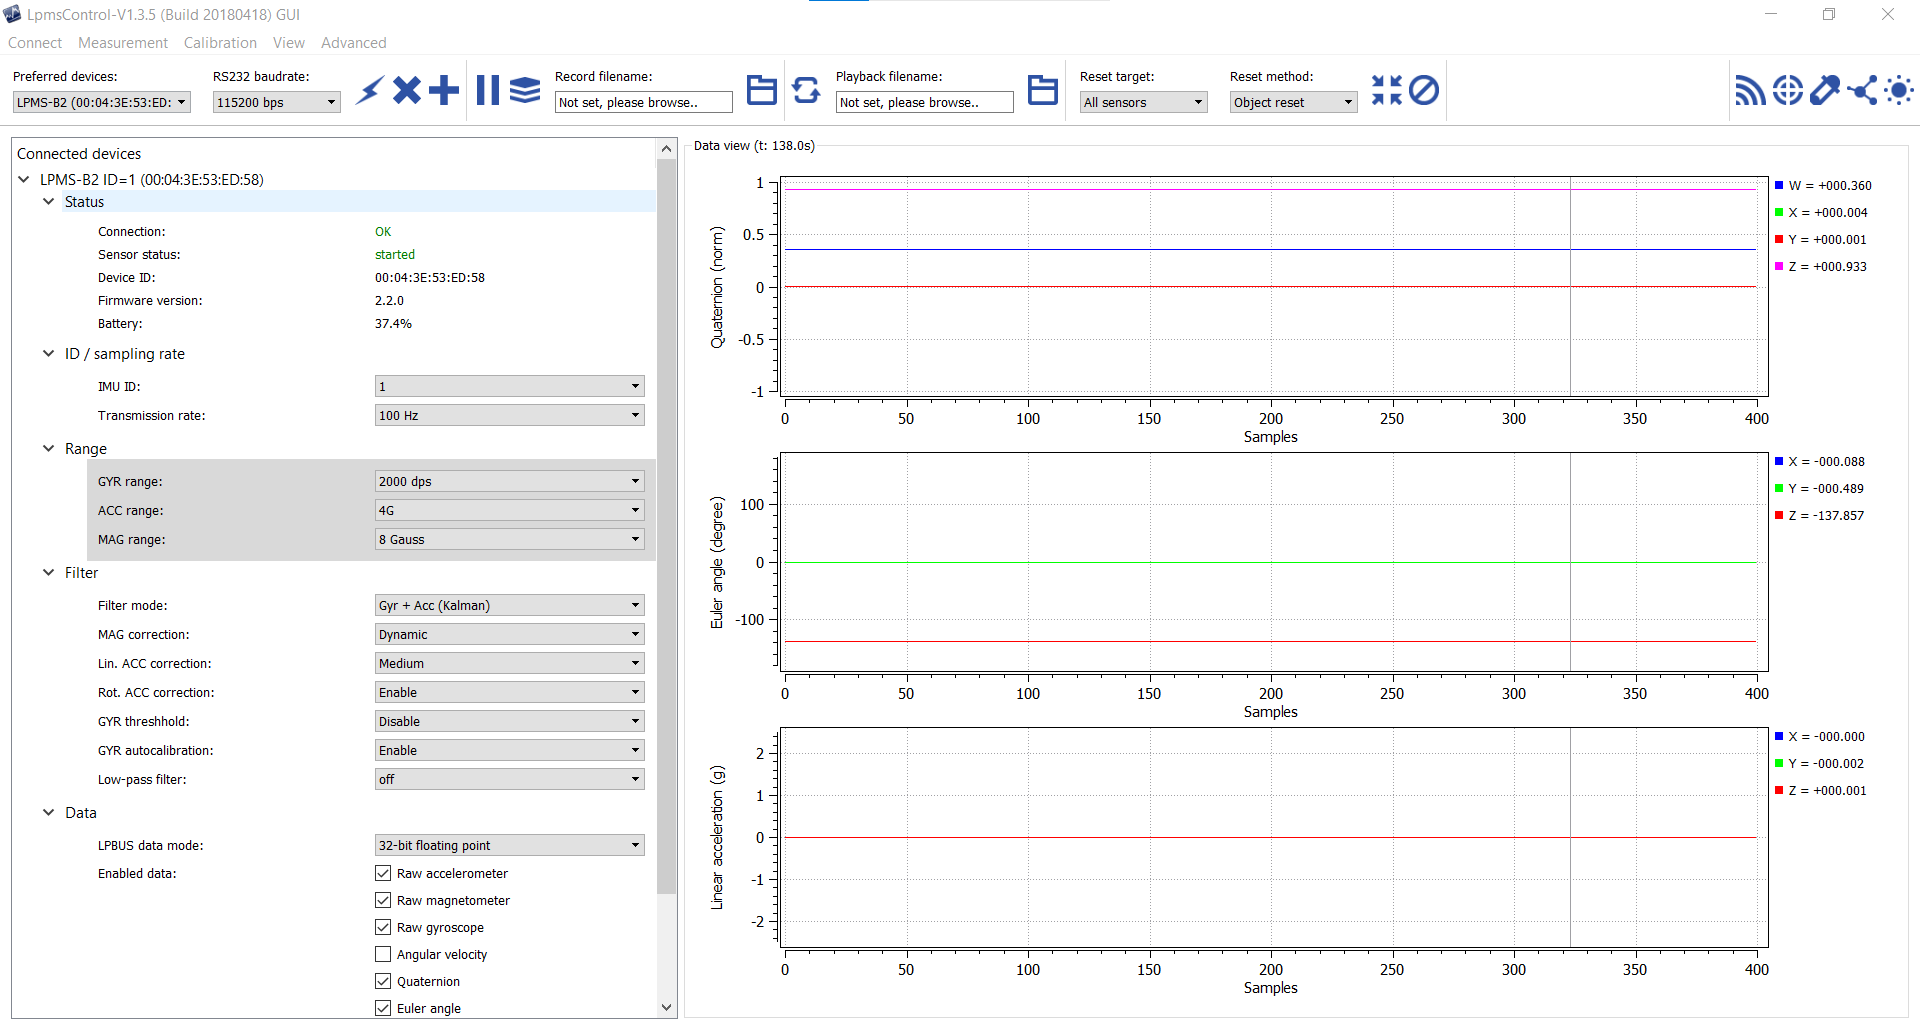 LpmsControl-V1.3.5 (Build 20180418) GUI
Connect Measurement Calibration View Advanced
Preferred devices: RS232 baudrate: Record filename: Playback filename: Reset target: Reset method:
LPMS-B2 (00:04:3E:53:ED: 115200 bps Not set, please browse.. Not set, please browse.. All sensors Object reset
Connected devices
LPMS-B2 ID=1 (00:04:3E:53:ED:58)
Status
Connection: OK
Sensor status: started
Device ID: 00:04:3E:53:ED:58
Firmware version: 2.2.0
Battery: 37.4%
ID / sampling rate
IMU ID: 1
Transmission rate: 100 Hz
Range
GYR range: 2000 dps
ACC range: 4G
MAG range: 8 Gauss
Filter
Filter mode: Gyr + Acc (Kalman)
MAG correction: Dynamic
Lin. ACC correction: Medium
Rot. ACC correction: Enable
GYR threshhold: Disable
GYR autocalibration: Enable
Low-pass filter: off
Data
LPBUS data mode: 32-bit floating point
Enabled data: Raw accelerometer
Raw magnetometer
Raw gyroscope
Angular velocity
Quaternion
Euler angle
Data view (t: 138.0s)
Quaternion (norm)
1
0.5
0
-0.5
-1
0 50 100 150 200 250 300 350 400
Samples
W = +000.360
X = +000.004
Y = +000.001
Z = +000.933
Euler angle (degree)
100
0
-100
0 50 100 150 200 250 300 350 400
Samples
X = -000.088
Y = -000.489
Z = -137.857
Linear acceleration (g)
2
1
0
-1
-2
0 50 100 150 200 250 300 350 400
Samples
X = -000.000
Y = -000.002
Z = +000.001